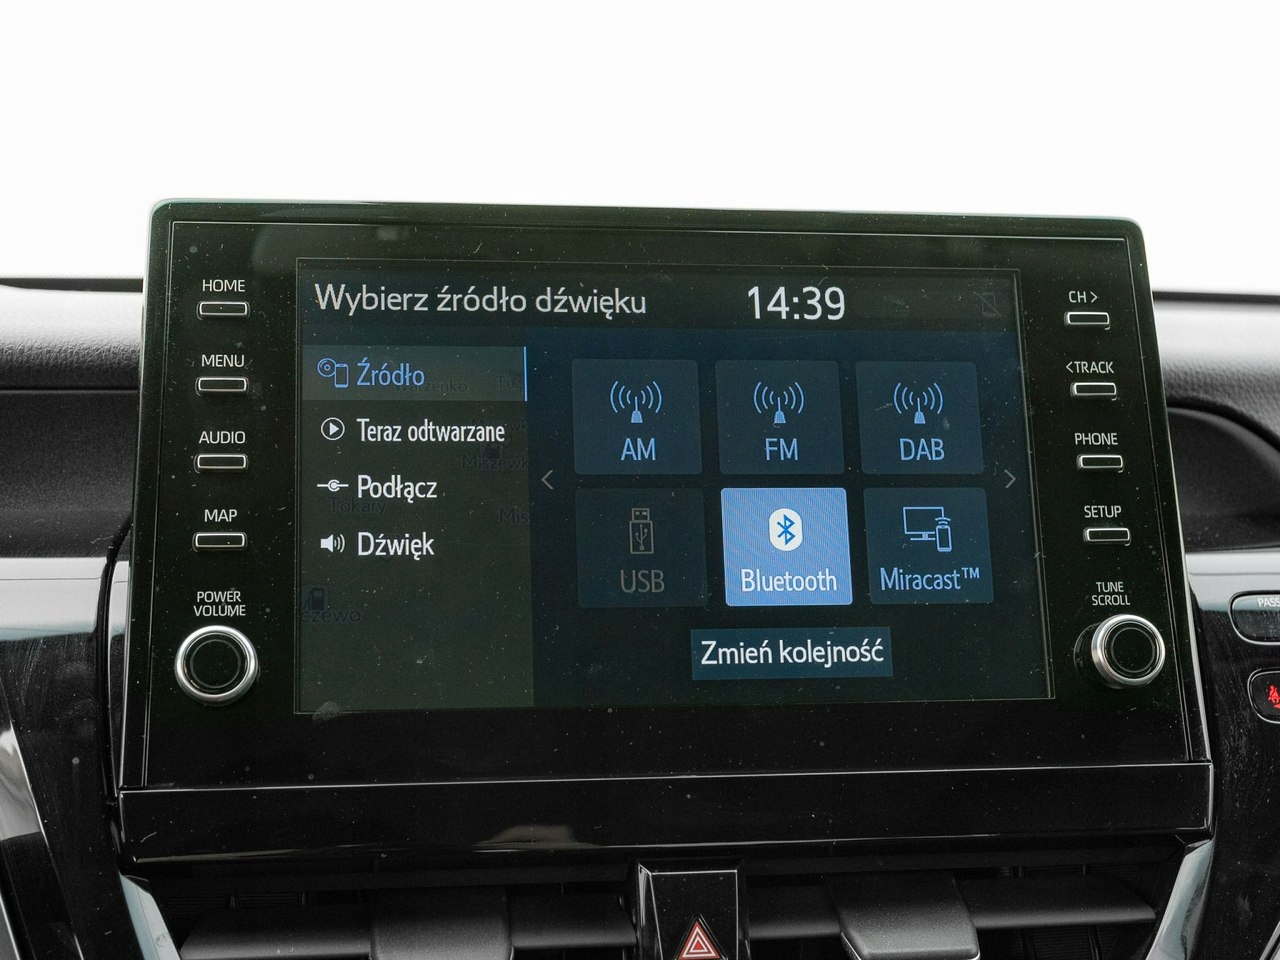 HOME
MENU
AUDIO
MAP
POWER
VOLUME
Wybierz źródło dźwięku
14:39
Źródło
Teraz odtwarzane
Podłącz
Tokary
Dźwięk
AM
FM
DAB
USB
Bluetooth
Miracast™
Zmień kolejność
CH >
< TRACK
PHONE
SETUP
TUNE
SCROLL